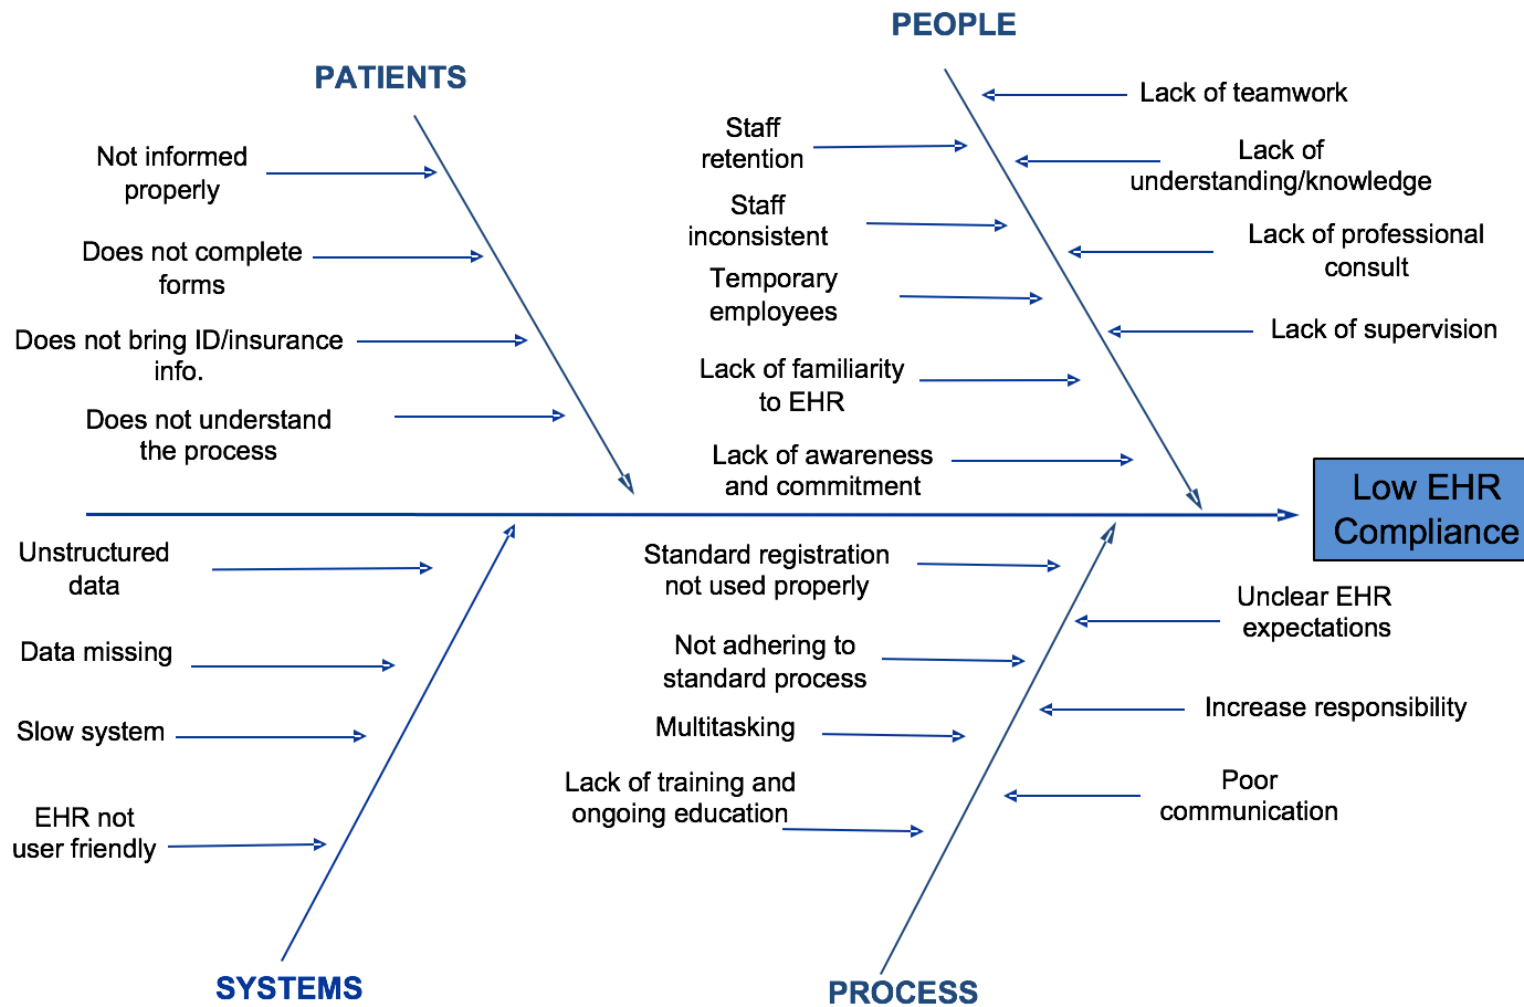 PEOPLE
PATIENTS
Not informed
properly
Does not complete
forms
Does not bring ID/insurance
info.
Does not understand
the process
Staff
retention
Staff
inconsistent
Temporary
employees
Lack of familiarity
to EHR
Lack of awareness
and commitment
Lack of teamwork
Lack of
understanding/knowledge
Lack of professional
consult
Lack of supervision
Low EHR
Compliance
Unstructured
data
Data missing
Slow system
EHR not
user friendly
SYSTEMS
Standard registration
not used properly
Not adhering to
standard process
Multitasking
Lack of training and
ongoing education
Unclear EHR
expectations
Increase responsibility
Poor
communication
PROCESS